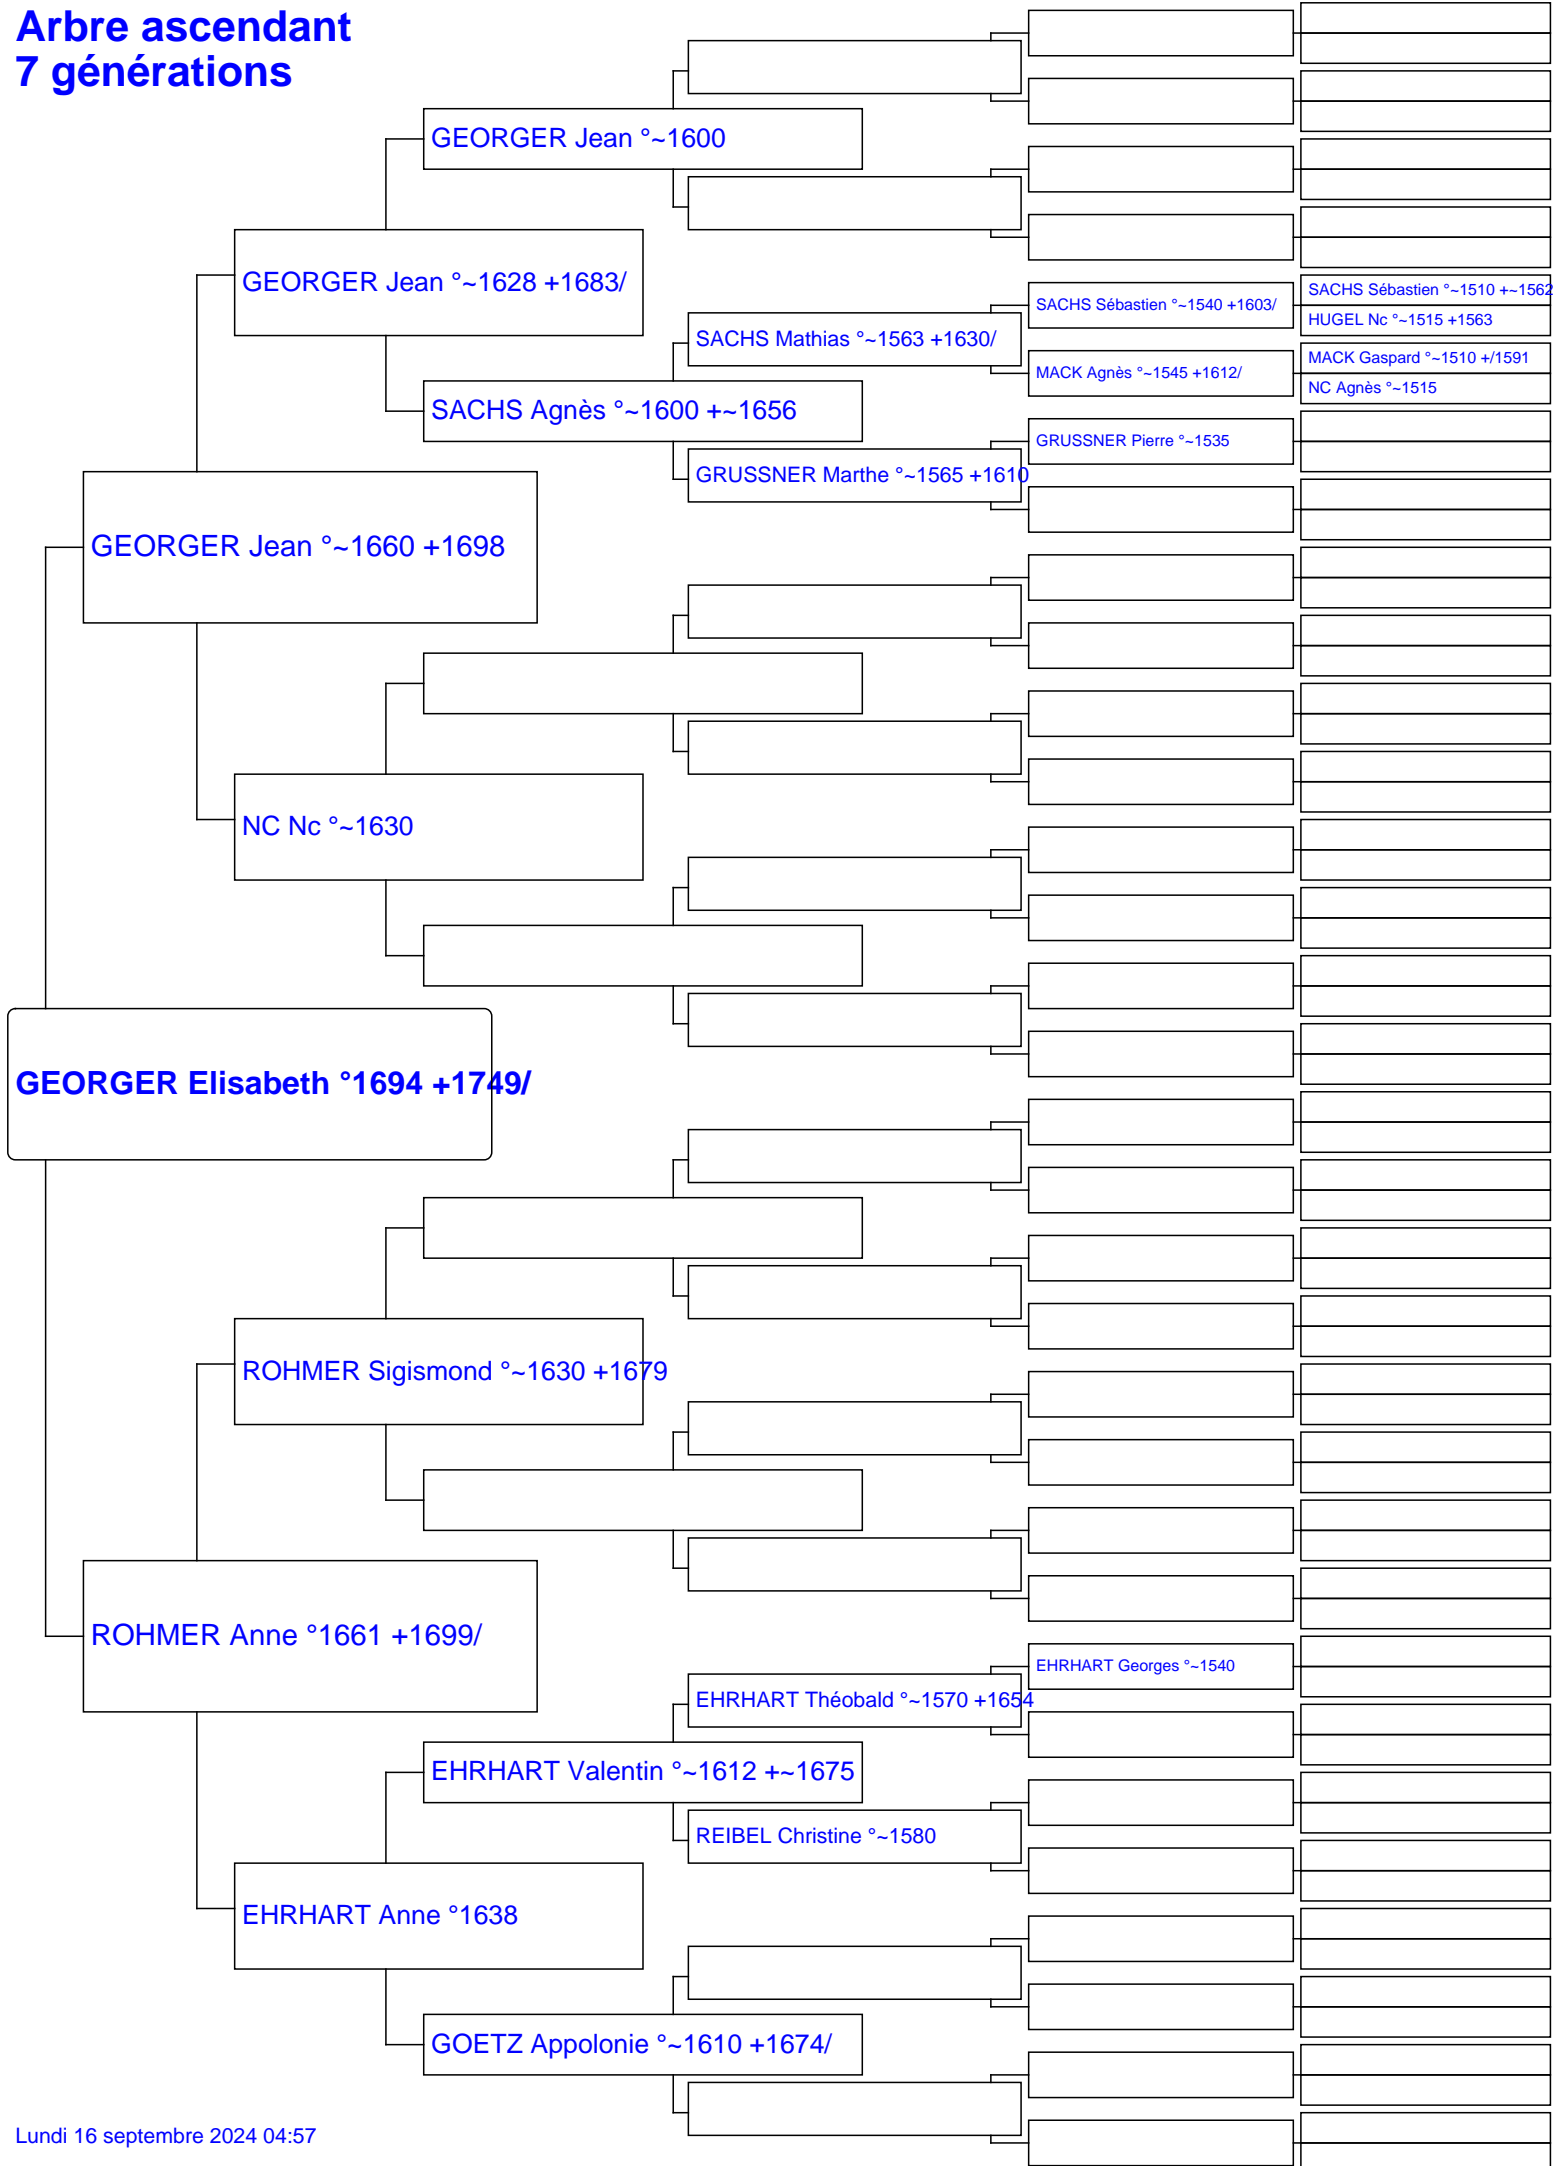 Arbre ascendant
7 générations
GEORGER Jean °~1600
GEORGER Jean °~1628 +1683/
SACHS Sébastien °~1510 +~1562
SACHS Sébastien °~1540 +1603/
HUGEL Nc °~1515 +1563
SACHS Mathias °~1563 +1630/
MACK Gaspard °~1510 +/1591
MACK Agnès °~1545 +1612/
NC Agnès °~1515
SACHS Agnès °~1600 +~1656
GRUSSNER Pierre °~1535
GRUSSNER Marthe °~1565 +1610
GEORGER Jean °~1660 +1698
NC Nc °~1630
GEORGER Elisabeth °1694 +1749/
ROHMER Sigismond °~1630 +1679
ROHMER Anne °1661 +1699/
EHRHART Georges °~1540
EHRHART Théobald °~1570 +1654
EHRHART Valentin °~1612 +~1675
REIBEL Christine °~1580
EHRHART Anne °1638
GOETZ Appolonie °~1610 +1674/
Lundi 16 septembre 2024 04:57